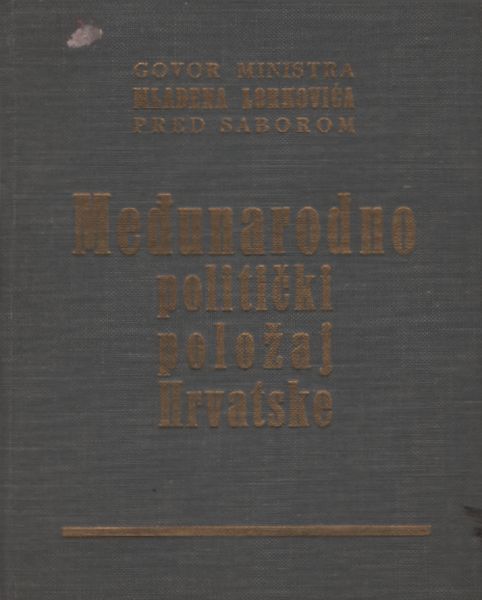 GOVOR MINISTRA
MLADENA LORKOVIĆA
PRED SABOROM
Međunarodno
politički
položaj
Hrvatske